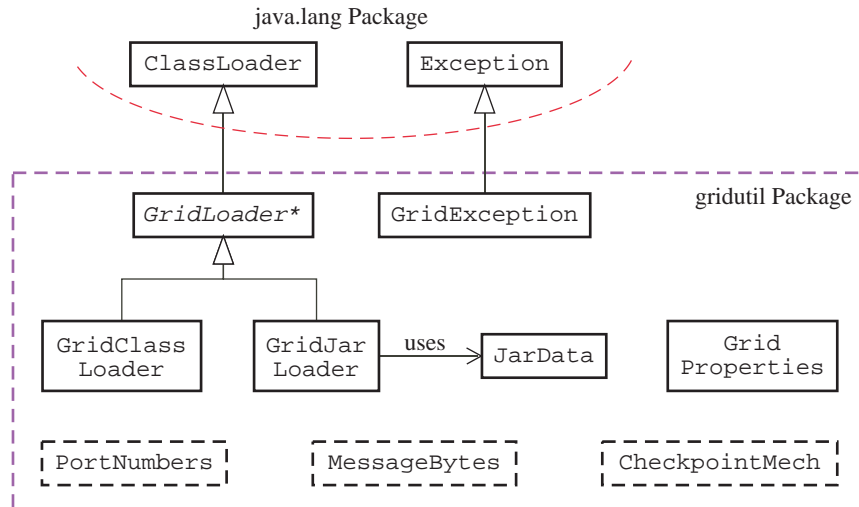 java.lang Package
ClassLoader
Exception
GridLoader*
GridException
gridutil Package
GridClass
Loader
GridJar
Loader
uses
JarData
Grid
Properties
PortNumbers
MessageBytes
CheckpointMech